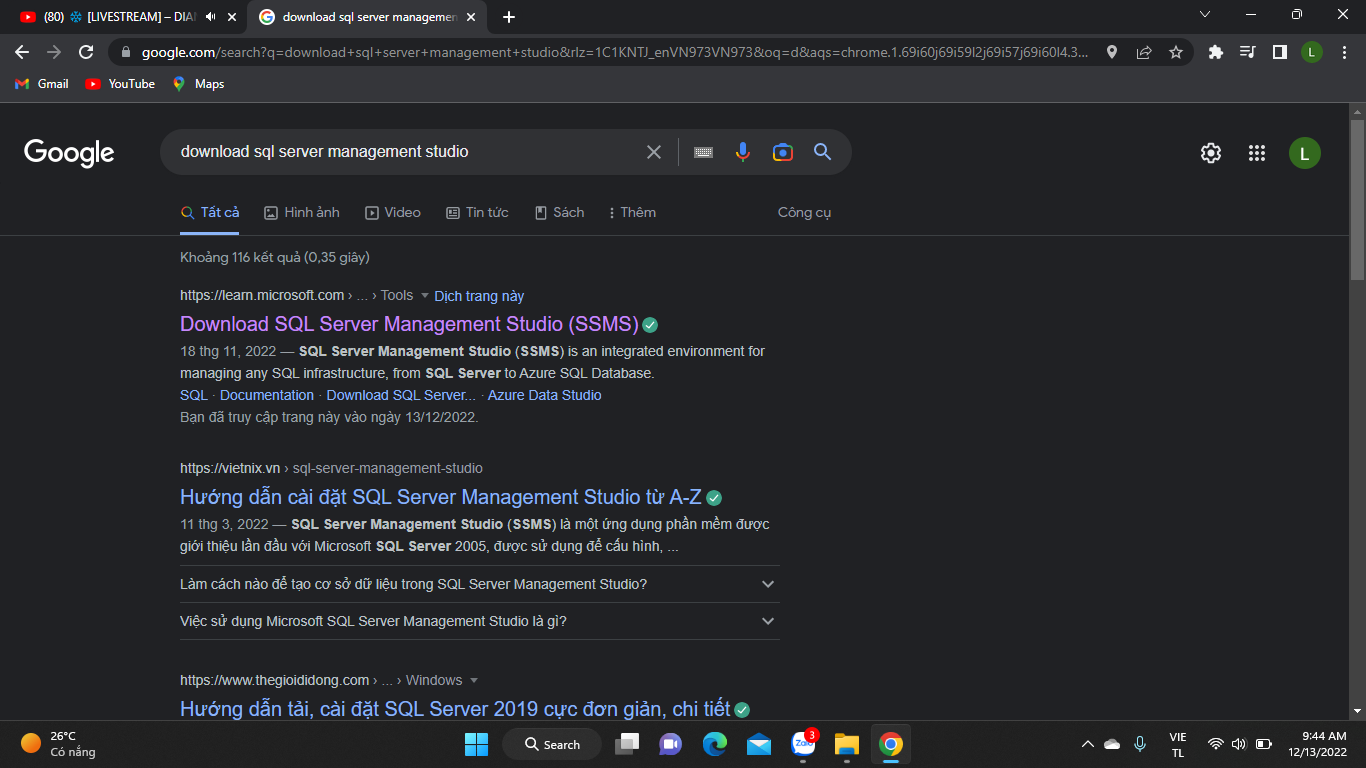 (80) ❄️ [LIVESTREAM] – DIA
download sql server managemen
google.com/search?q=download+sql+server+management+studio&rlz=1C1KNTJ_enVN973VN973&oq=d&aqs=chrome.1.69i60j69i59l2j69i57j69i60l4.3...
L
Gmail
YouTube
Maps
Google
download sql server management studio
L
Tất cả
Hình ảnh
Video
Tin tức
Sách
Thêm
Công cụ
Khoảng 116 kết quả (0,35 giây)
https://learn.microsoft.com › ... › Tools Dịch trang này
Download SQL Server Management Studio (SSMS)
18 thg 11, 2022 — SQL Server Management Studio (SSMS) is an integrated environment for
managing any SQL infrastructure, from SQL Server to Azure SQL Database.
SQL · Documentation · Download SQL Server... · Azure Data Studio
Bạn đã truy cập trang này vào ngày 13/12/2022.
https://vietnix.vn › sql-server-management-studio
Hướng dẫn cài đặt SQL Server Management Studio từ A-Z
11 thg 3, 2022 — SQL Server Management Studio (SSMS) là một ứng dụng phần mềm được
giới thiệu lần đầu với Microsoft SQL Server 2005, được sử dụng để cấu hình, ...
Làm cách nào để tạo cơ sở dữ liệu trong SQL Server Management Studio?
Việc sử dụng Microsoft SQL Server Management Studio là gì?
https://www.thegioididong.com › ... › Windows
Hướng dẫn tải, cài đặt SQL Server 2019 cực đơn giản, chi tiết
26°C
Có nắng
Search
Zalo
3
VIE
TL
9:44 AM
12/13/2022